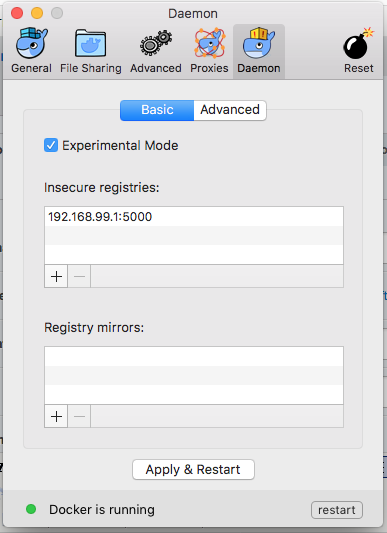 Daemon
General File Sharing Advanced Proxies Daemon Reset
Basic Advanced
Experimental Mode
Insecure registries:
192.168.99.1:5000
Registry mirrors:
Apply & Restart
Docker is running restart